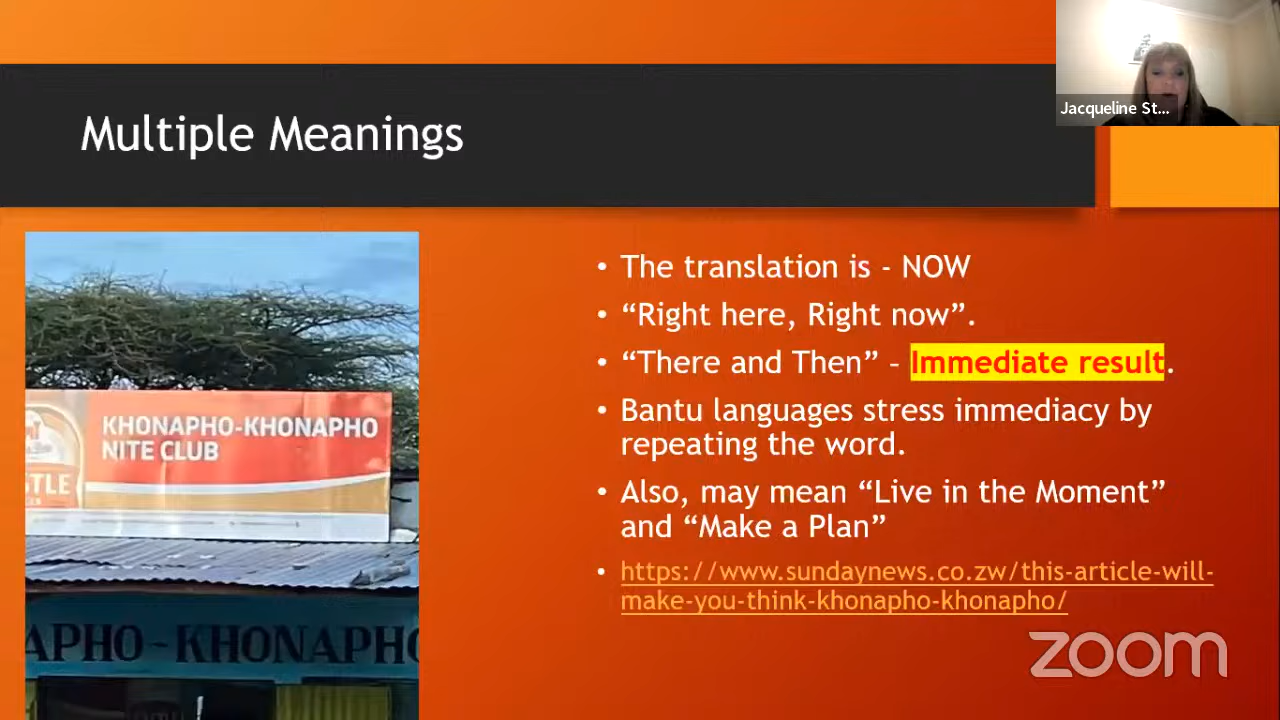 Jacqueline St...
Multiple Meanings
KHONAPHO-KHONAPHO
NITE CLUB
TLE
APHO-KHONAPHO
• The translation is - NOW
• “Right here, Right now”.
• “There and Then” – Immediate result.
• Bantu languages stress immediacy by
repeating the word.
• Also, may mean “Live in the Moment”
and “Make a Plan”
• https://www.sundaynews.co.zw/this-article-will-
make-you-think-khonapho-khonapho/
zoom